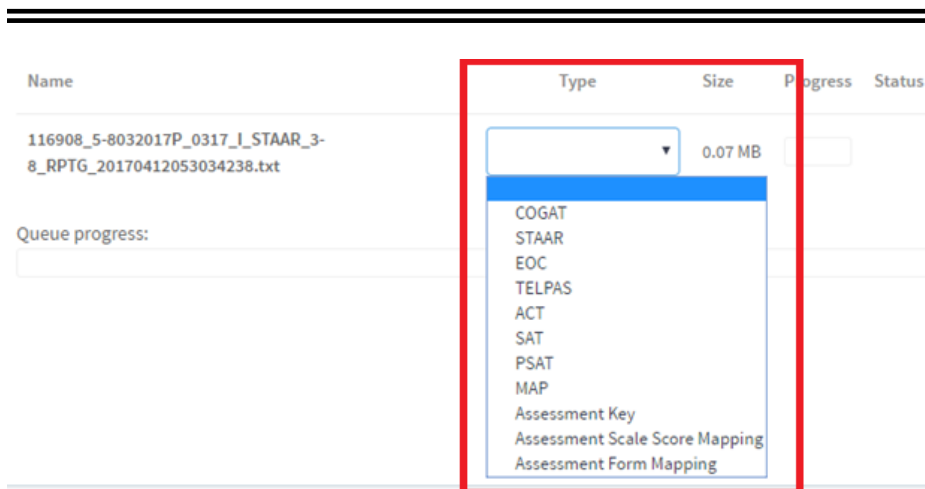 Name Type Size Progress Status
116908_5-8032017P_0317_I_STAAR_3-
8_RPTG_20170412053034238.txt
0.07 MB
COGAT
Queue progress:
STAAR
EOC
TELPAS
ACT
SAT
PSAT
MAP
Assessment Key
Assessment Scale Score Mapping
Assessment Form Mapping